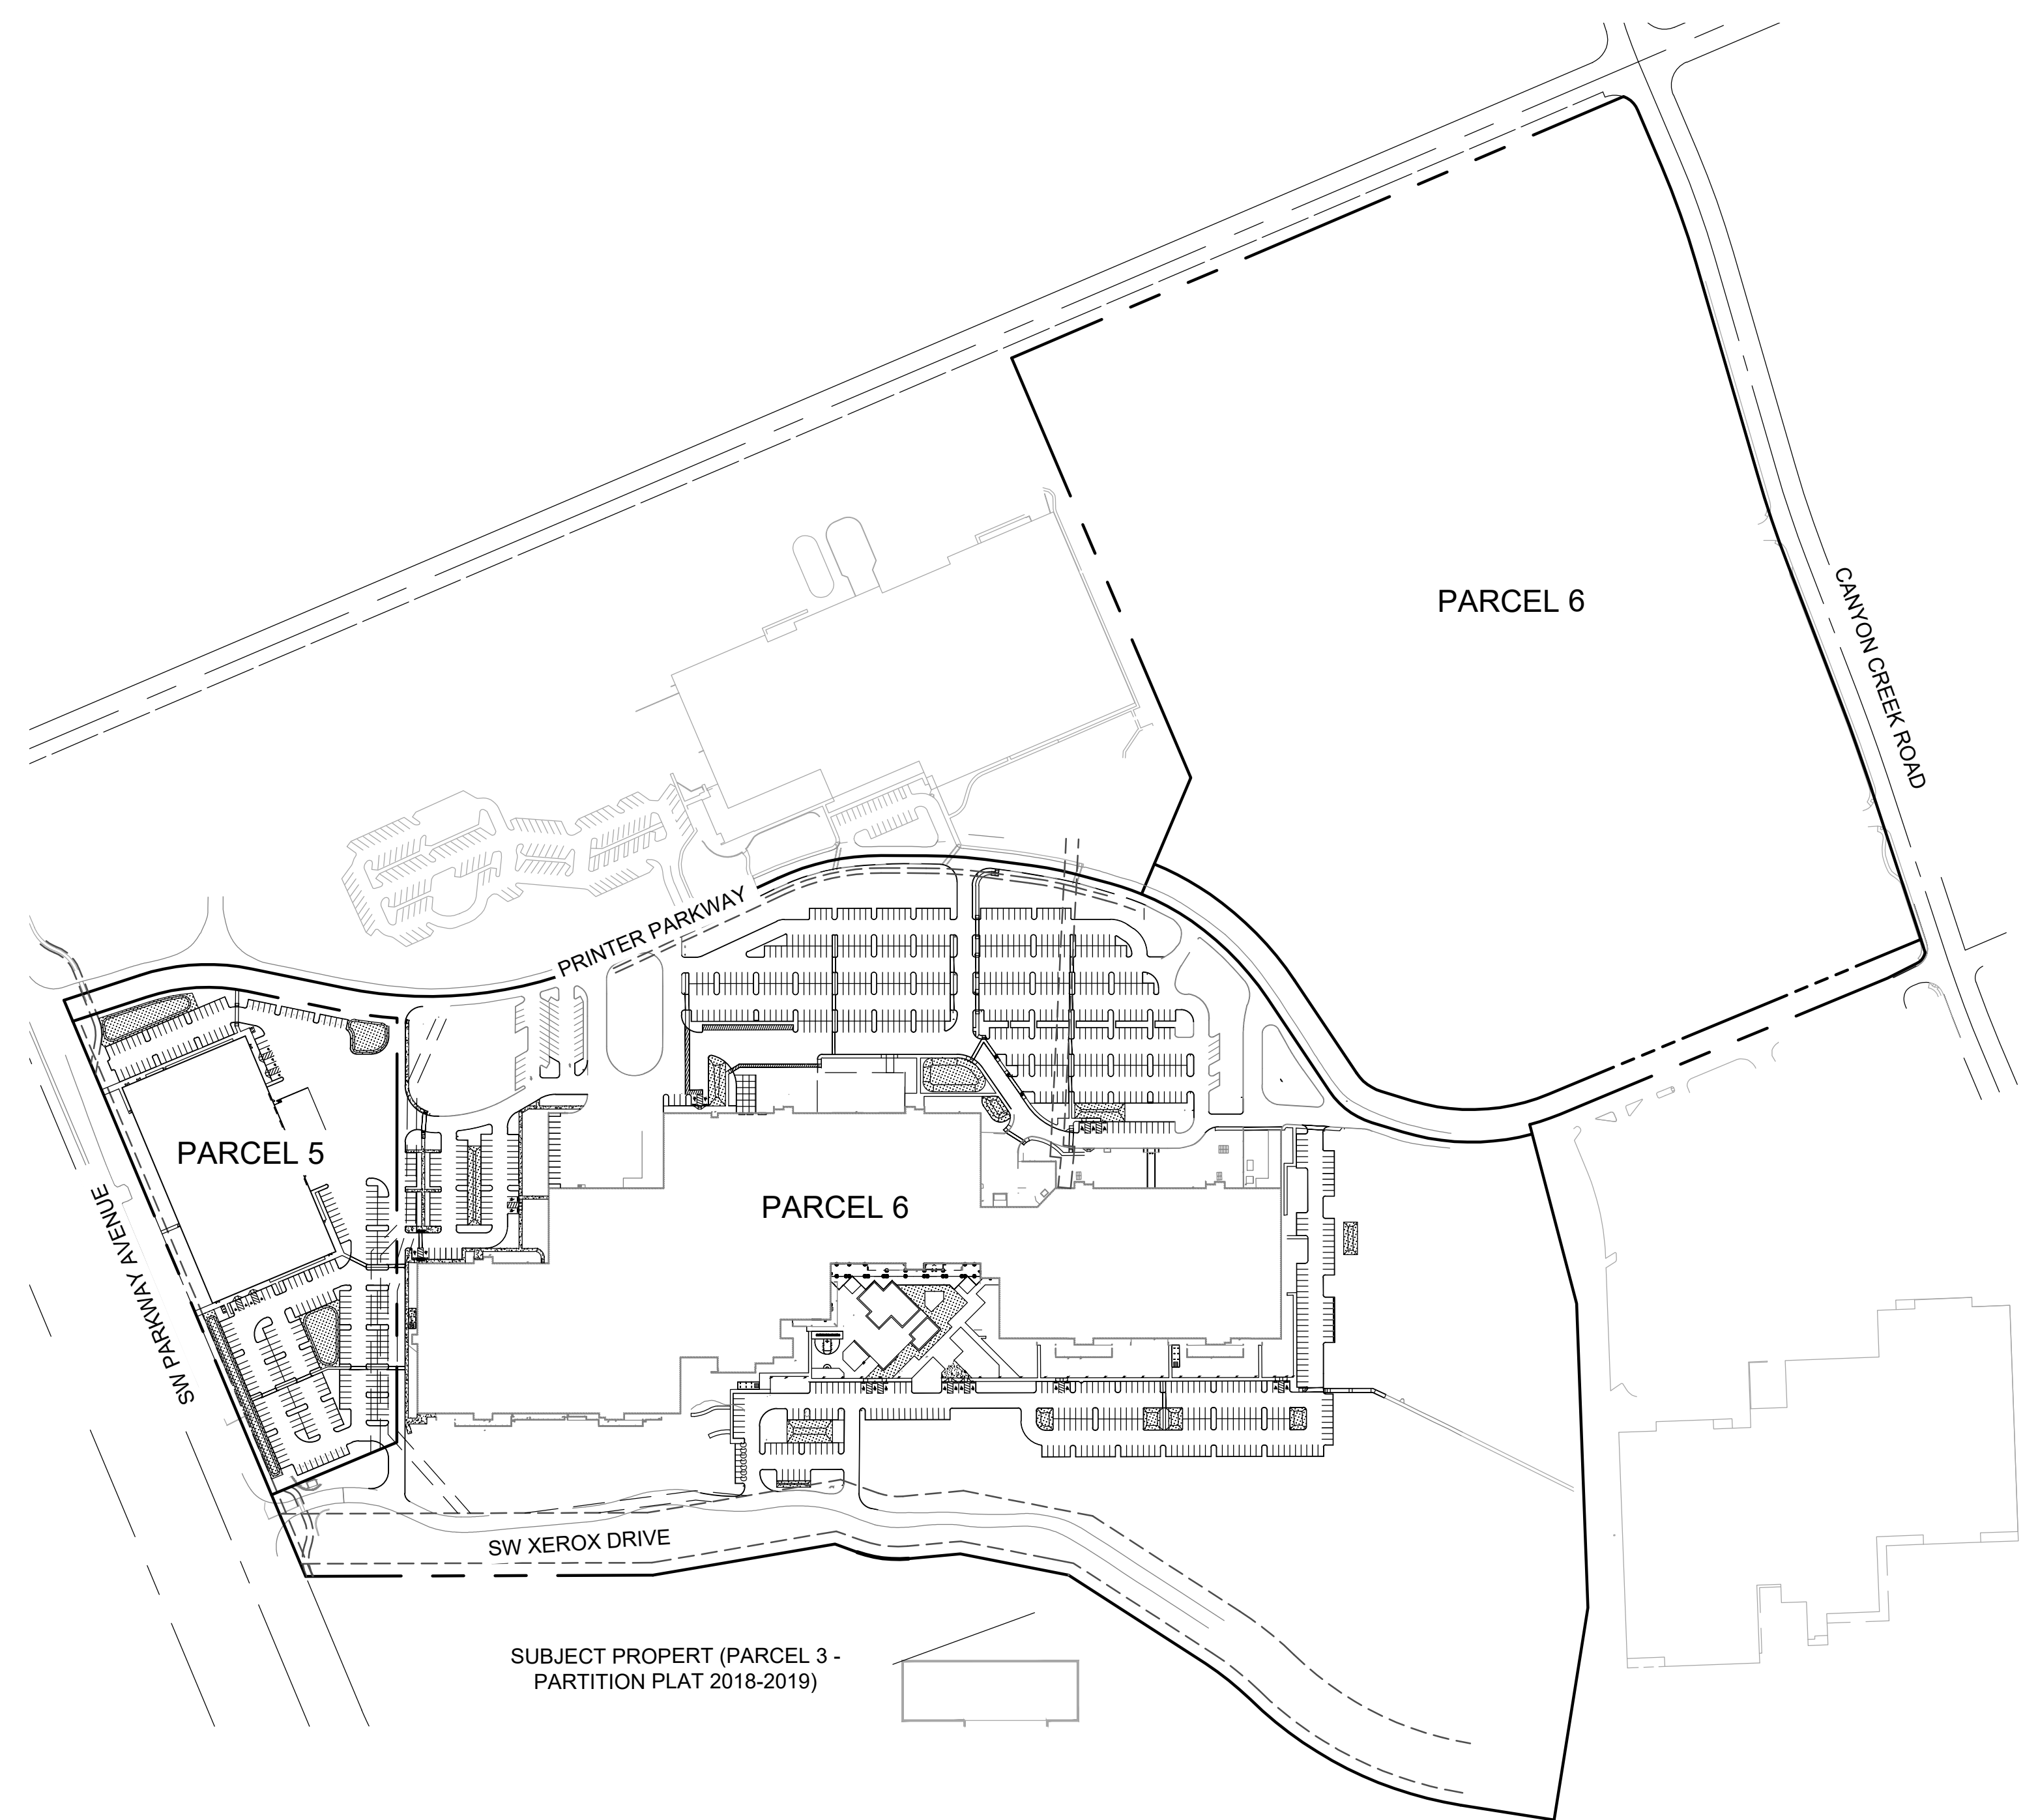 PARCEL 6
CANYON CREEK ROAD
PRINTER PARKWAY
PARCEL 5
PARCEL 6
SW PARKWAY AVENUE
SW XEROX DRIVE
SUBJECT PROPERT (PARCEL 3 -
PARTITION PLAT 2018-2019)